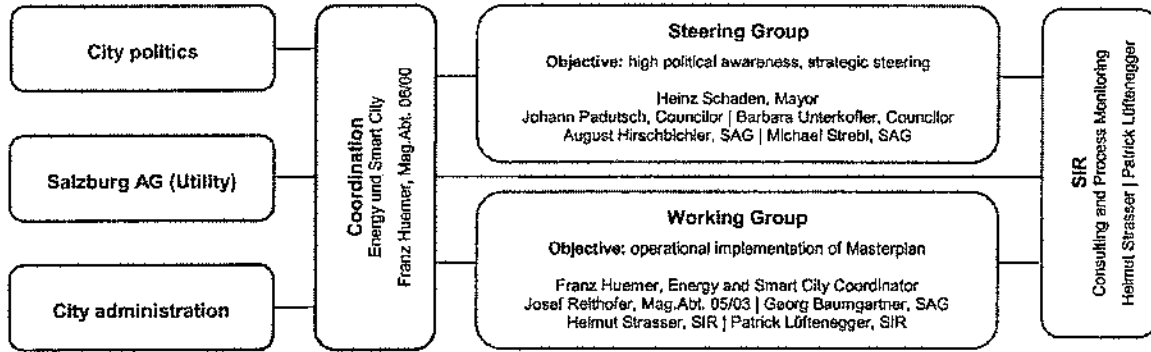 City politics
Salzburg AG (Utility)
City administration
Coordination
Energy und Smart City
Franz Huemer, Mag.Abt. 06/00
Steering Group
Objective: high political awareness, strategic steering
Heinz Schaden, Mayor
Johann Padutsch, Councilor | Barbara Unterkofler, Councilor
August Hirschbichler, SAG | Michael Strebl, SAG
Working Group
Objective: operational implementation of Masterplan
Franz Huemer, Energy and Smart City Coordinator
Josef Reithofer, Mag.Abt. 05/03 | Georg Baumgartner, SAG
Helmut Strasser, SIR | Patrick Lüftenegger, SIR
SIR
Consulting and Process Monitoring
Helmut Strasser | Patrick Lüftenegger